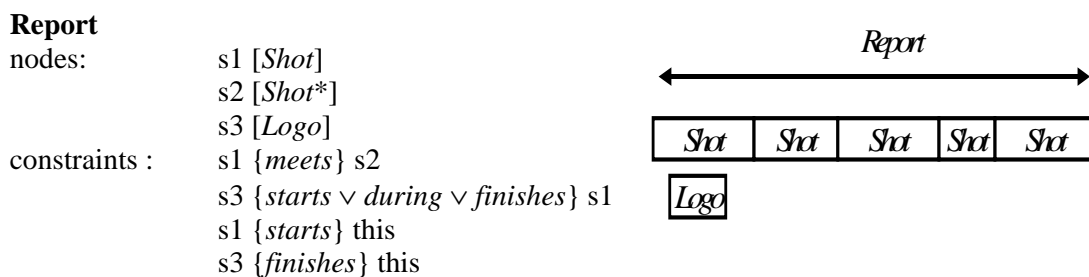 Report
nodes: s1 [Shot]
s2 [Shot*]
s3 [Logo]
constraints : s1 {meets} s2
s3 {starts ∨ during ∨ finishes} s1
s1 {starts} this
s3 {finishes} this
Report
Shot Shot Shot Shot Shot
Logo